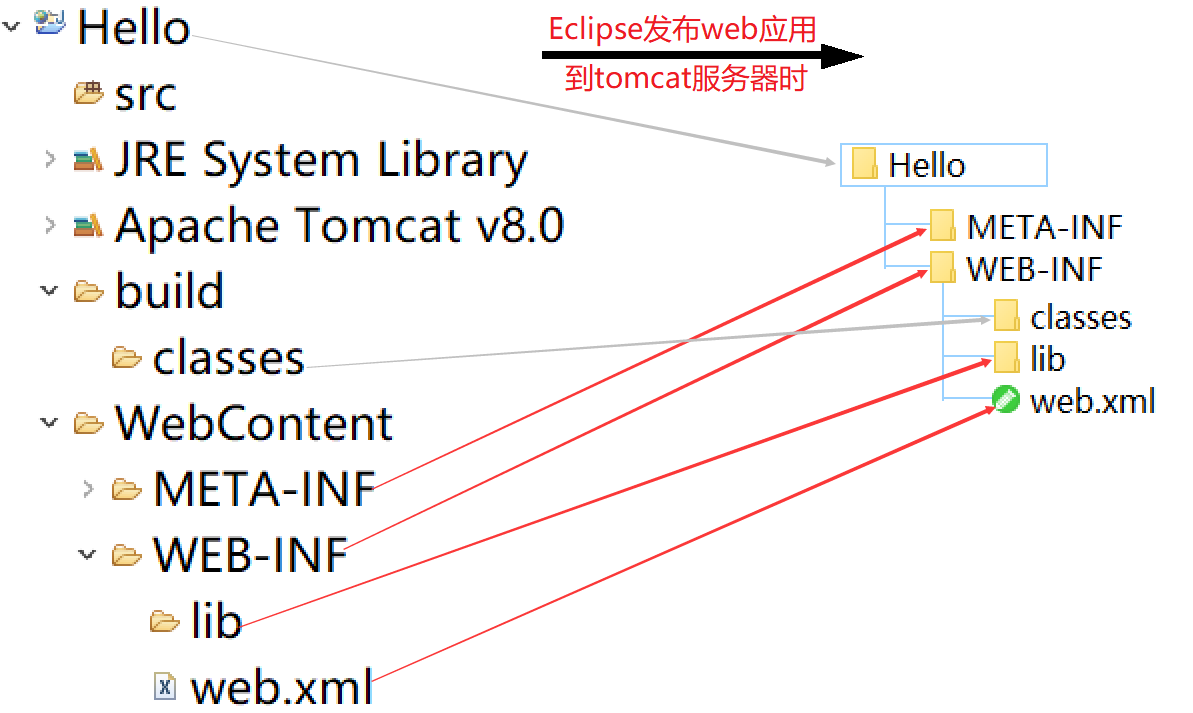 Hello
src
JRE System Library
Apache Tomcat v8.0
build
classes
WebContent
META-INF
WEB-INF
lib
web.xml
Eclipse发布web应用
到tomcat服务器时
Hello
META-INF
WEB-INF
classes
lib
web.xml